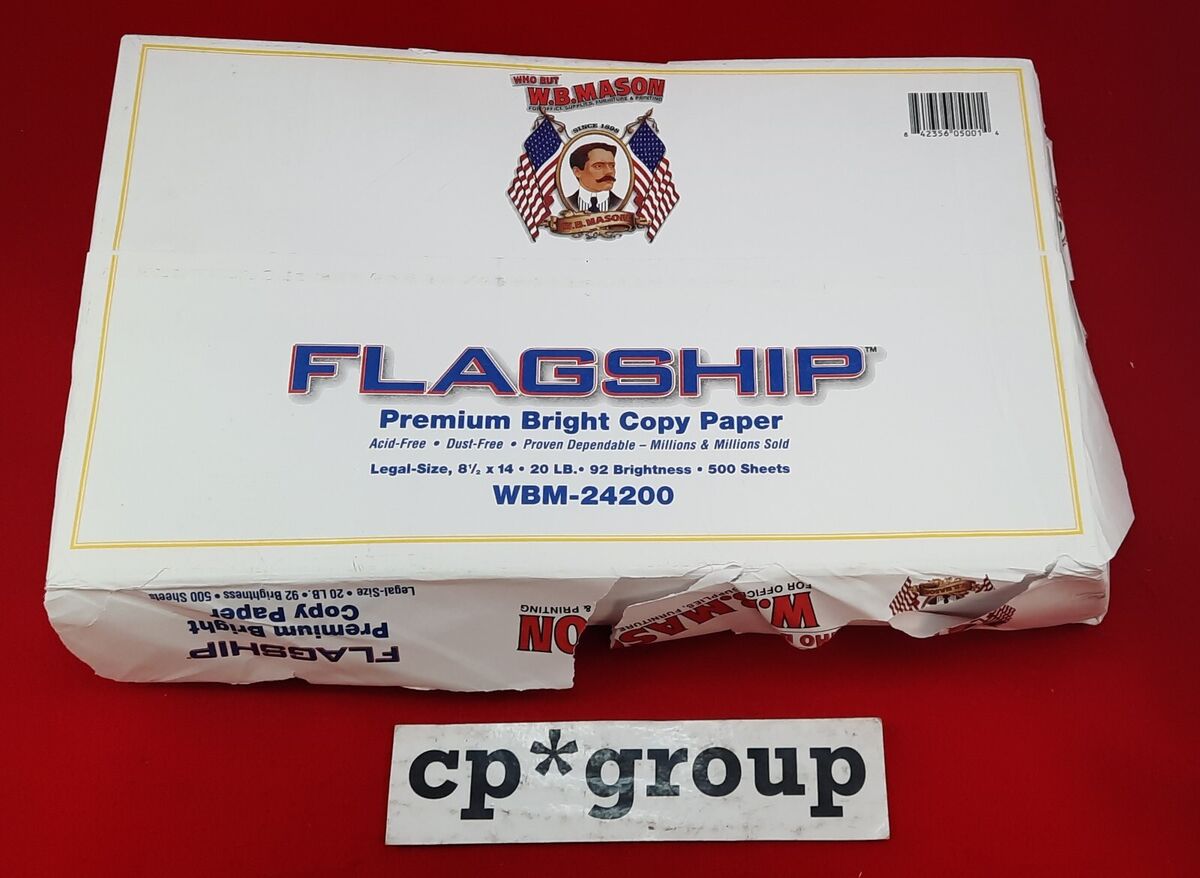 WHO BUT
W.B.MASON
FOR OFFICE SUPPLIES, FURNITURE & PRINTING
SINCE 1898
W.B.MASON
8 42356 05001 4
FLAGSHIP™
Premium Bright Copy Paper
Acid-Free • Dust-Free • Proven Dependable – Millions & Millions Sold
Legal-Size, 8½ x 14 • 20 LB. • 92 Brightness • 500 Sheets
WBM-24200
FLAGSHIP
Premium Bright
Copy Paper
Legal-Size • 20 LB • 92 Brightness • 500 Sheets
ON
& PRINTING
WHO
W.B.MAS
FOR OFFIC
SUPPLIES, FURNITURE
cp*group